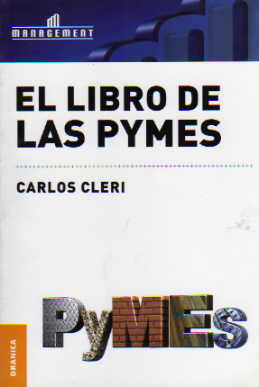 MANAGEMENT
EL LIBRO DE
LAS PYMES
CARLOS CLERI
PyMEs
GRANICA